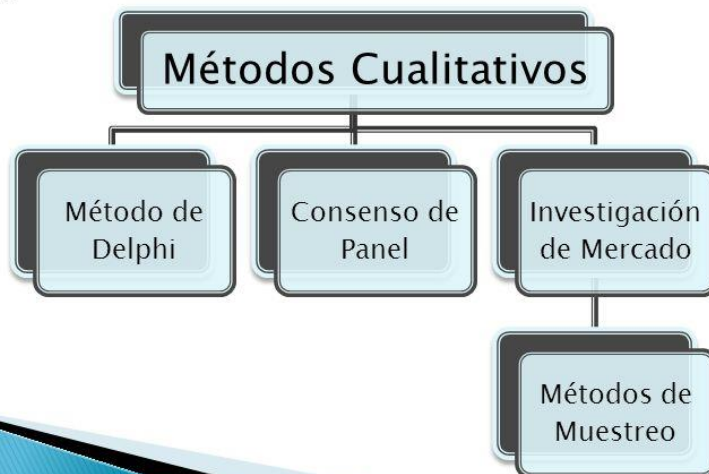 Métodos Cualitativos
Método de
Delphi
Consenso de
Panel
Investigación
de Mercado
Métodos de
Muestreo